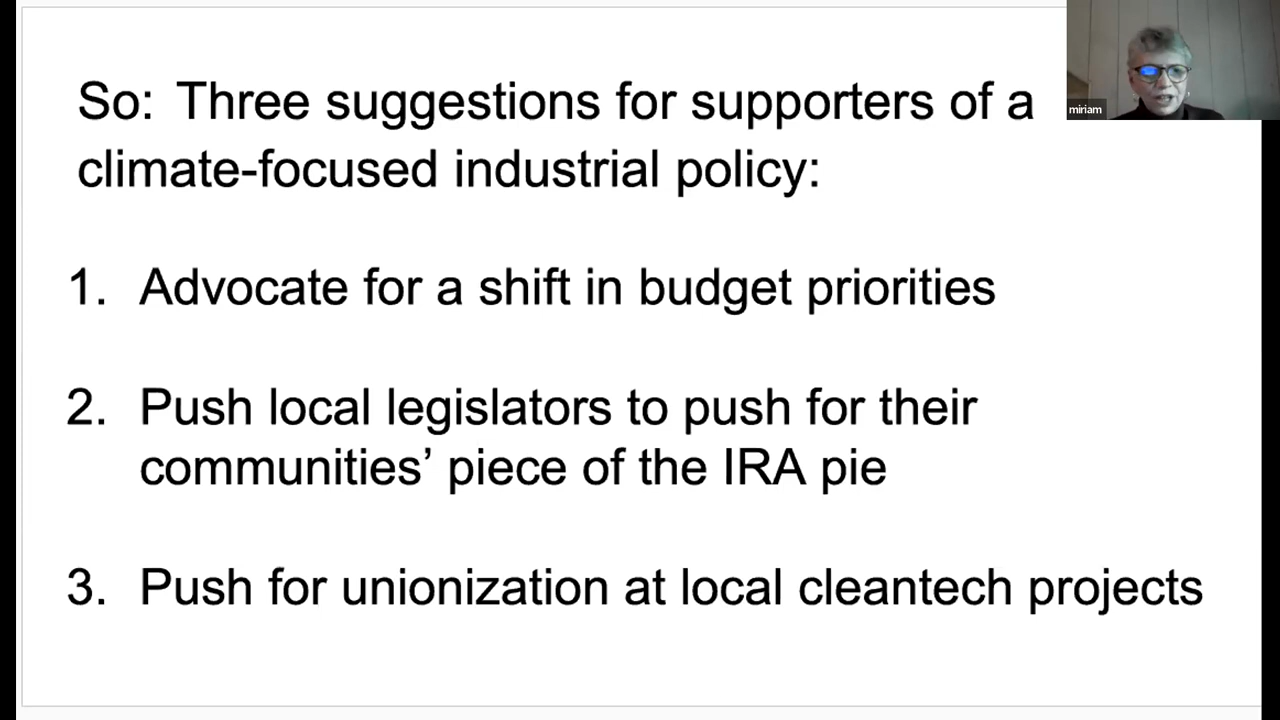 So: Three suggestions for supporters of a
climate-focused industrial policy:
1. Advocate for a shift in budget priorities
2. Push local legislators to push for their
communities’ piece of the IRA pie
3. Push for unionization at local cleantech projects
miriam